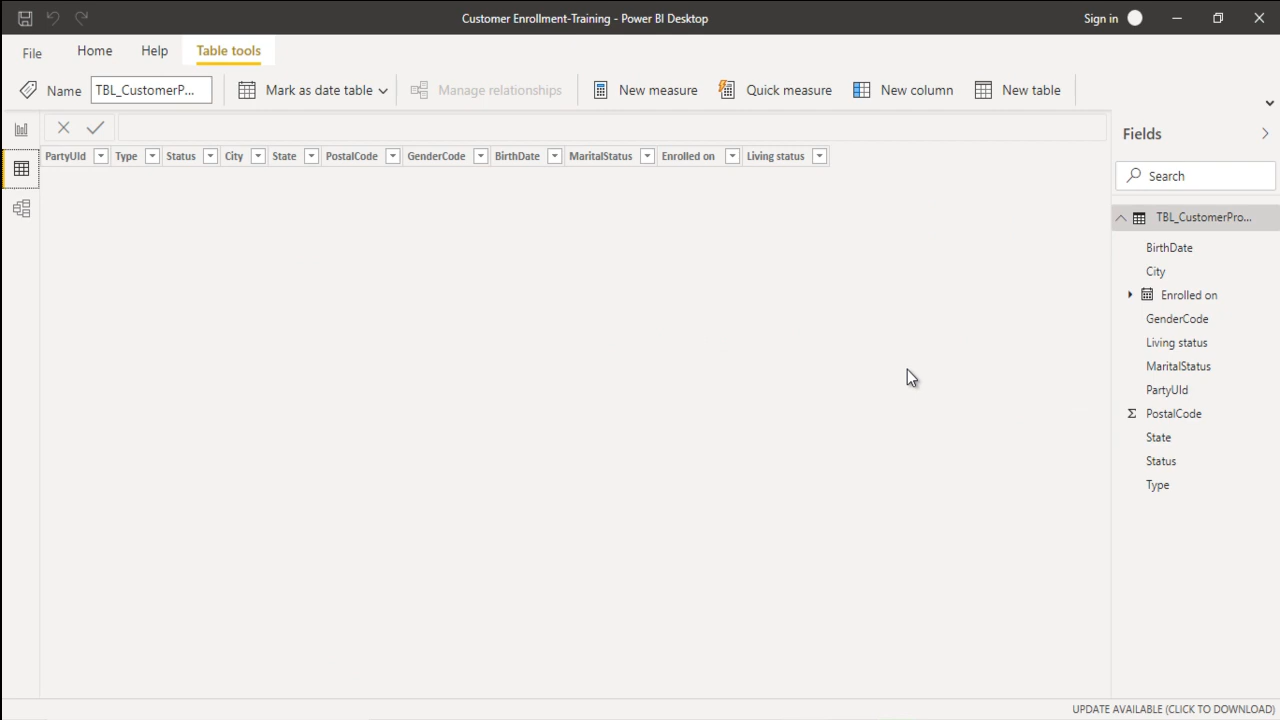 Customer Enrollment-Training - Power BI Desktop
Sign in
File
Home
Help
Table tools
Name
TBL_CustomerP...
Mark as date table
Manage relationships
New measure
Quick measure
New column
New table
PartyUId
Type
Status
City
State
PostalCode
GenderCode
BirthDate
MaritalStatus
Enrolled on
Living status
Fields
Search
TBL_CustomerPro...
BirthDate
City
Enrolled on
GenderCode
Living status
MaritalStatus
PartyUId
Σ PostalCode
State
Status
Type
UPDATE AVAILABLE (CLICK TO DOWNLOAD)